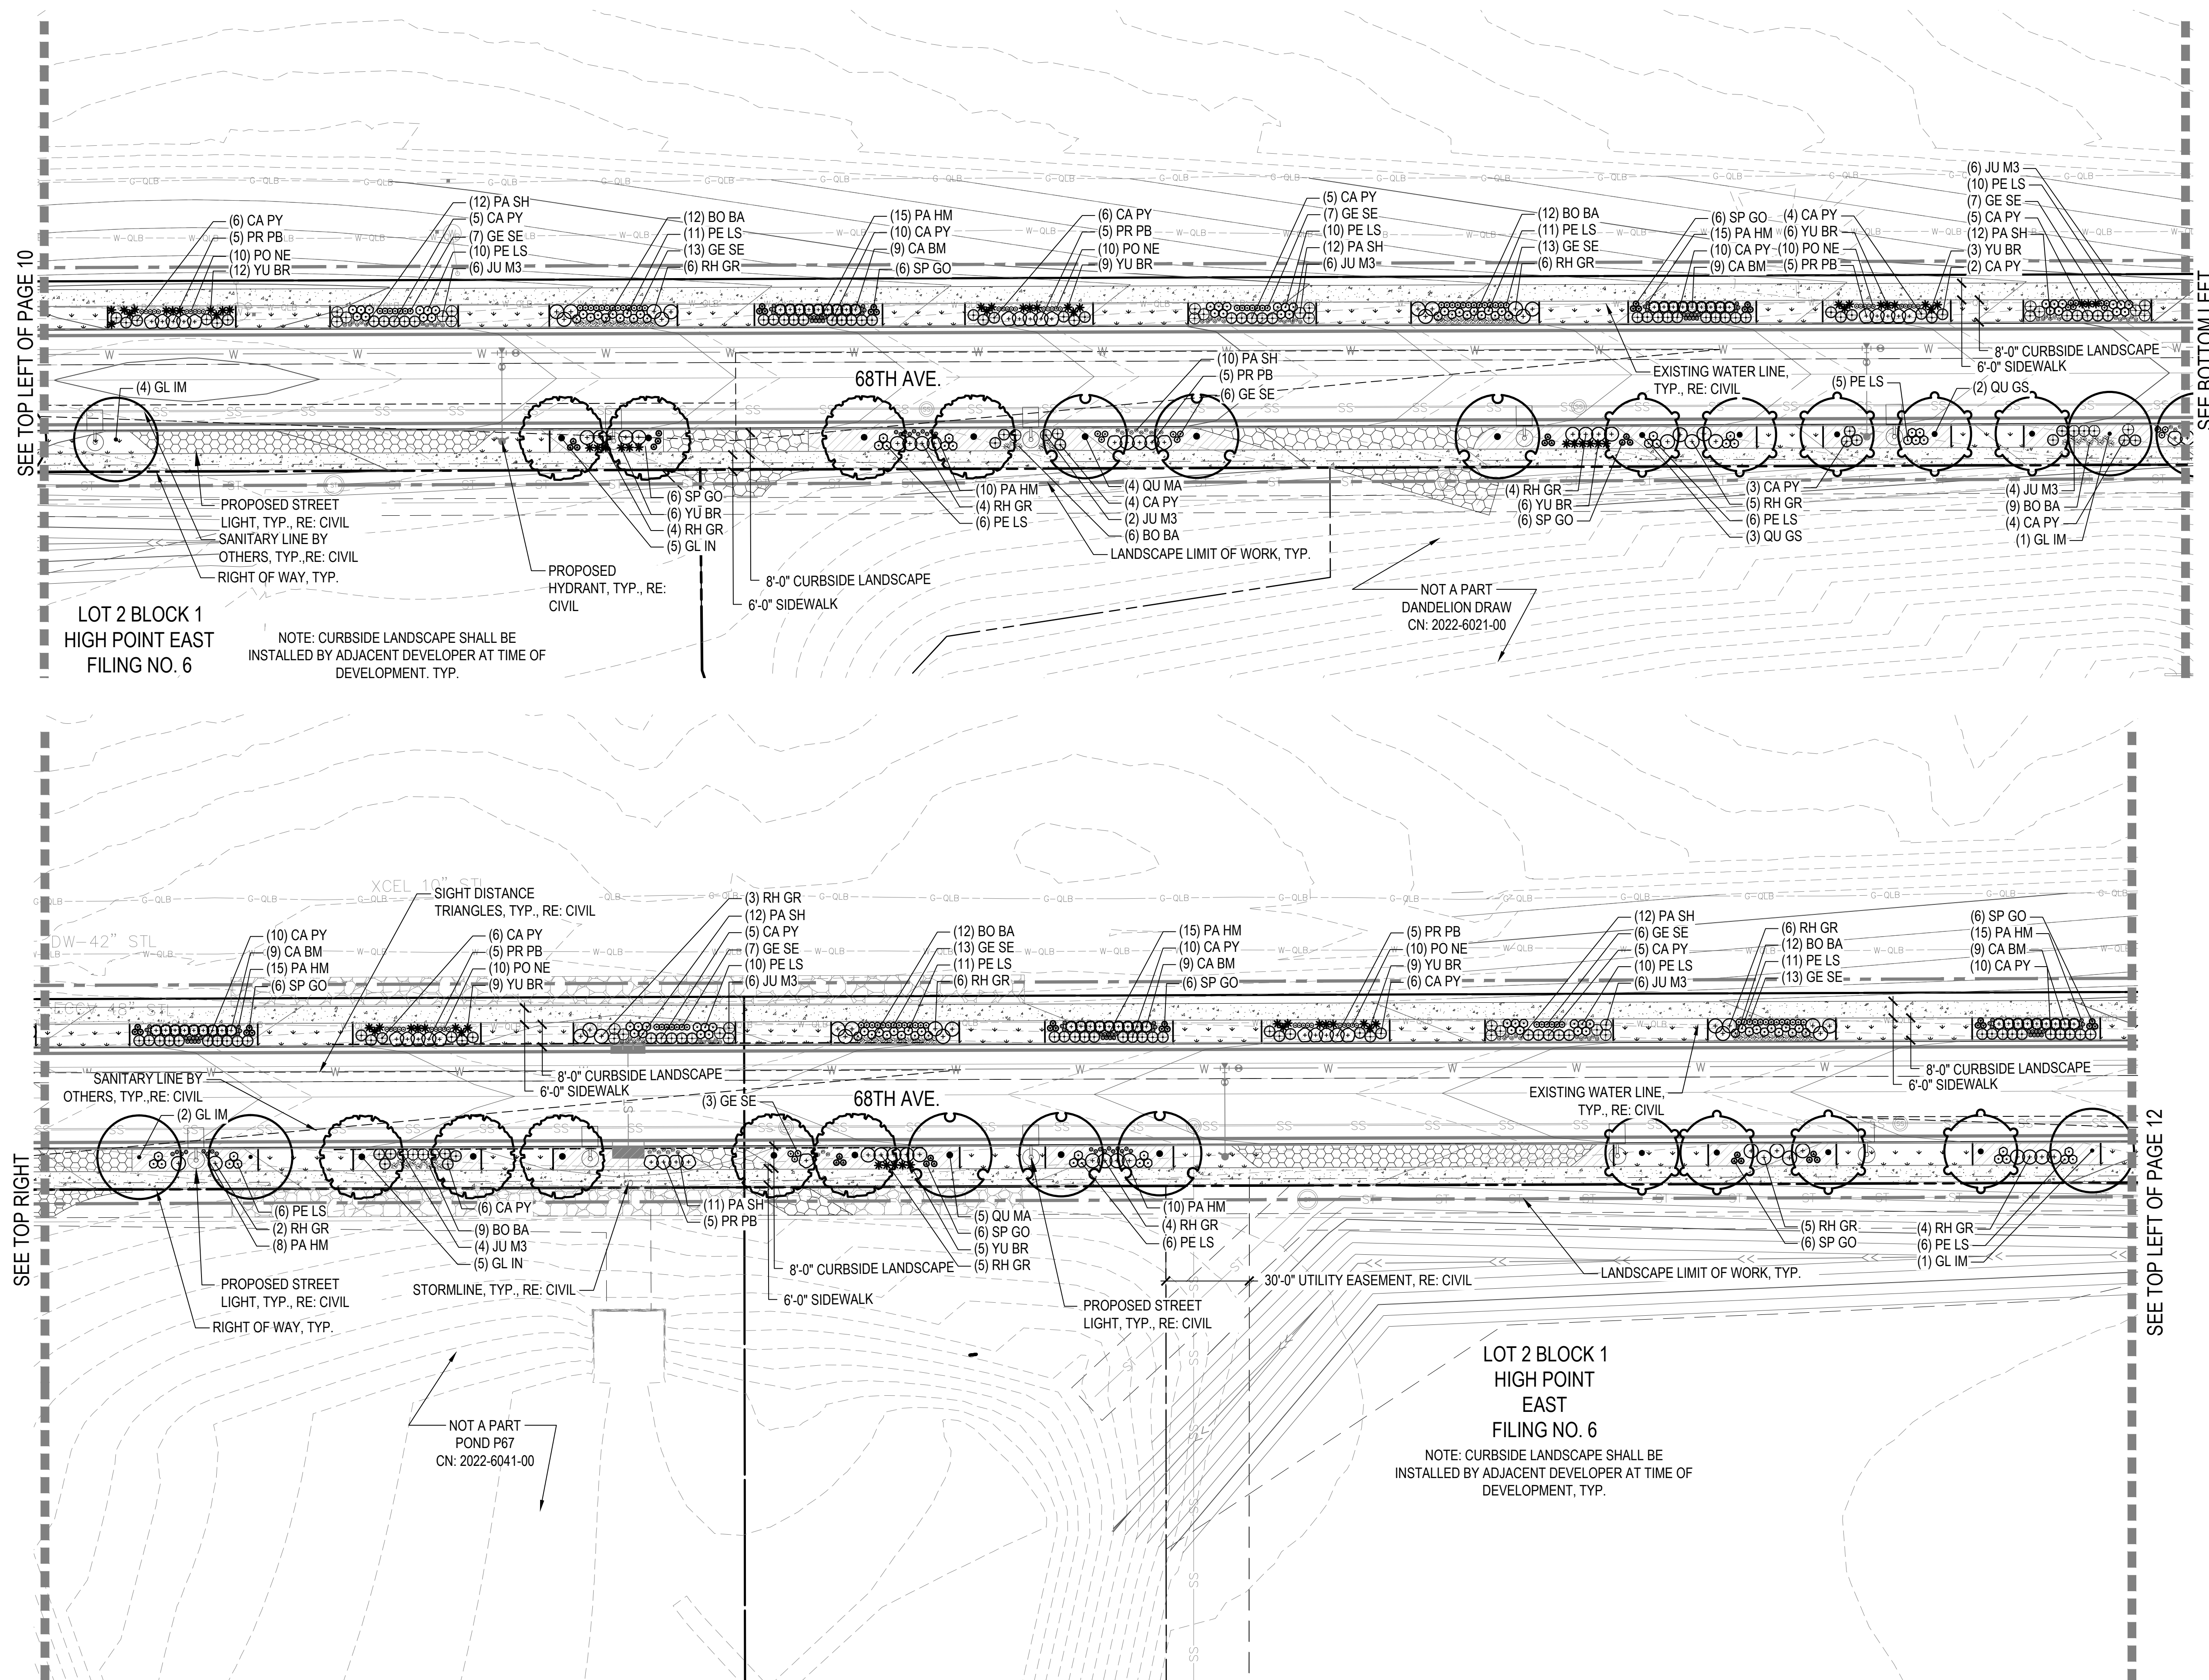 SEE TOP LEFT OF PAGE 10
SEE BOTTOM LEFT
(6) CA PY
(5) PR PB
(10) PO NE
(12) YU BR
(12) PA SH
(5) CA PY
(7) GE SE
(10) PE LS
(6) JU M3
(12) BO BA
(11) PE LS
(13) GE SE
(6) RH GR
(15) PA HM
(10) CA PY
(9) CA BM
(6) SP GO
(6) CA PY
(5) PR PB
(10) PO NE
(9) YU BR
(5) CA PY
(7) GE SE
(10) PE LS
(12) PA SH
(6) JU M3
(12) BO BA
(11) PE LS
(13) GE SE
(6) RH GR
(6) SP GO
(15) PA HM
(10) CA PY
(9) CA BM
(4) CA PY
(6) YU BR
(10) PO NE
(5) PR PB
(6) JU M3
(10) PE LS
(7) GE SE
(5) CA PY
(12) PA SH
(3) YU BR
(2) CA PY
8'-0" CURBSIDE LANDSCAPE
6'-0" SIDEWALK
EXISTING WATER LINE,
TYP., RE: CIVIL
68TH AVE.
(4) GL IM
(10) PA SH
(5) PR PB
(6) GE SE
(5) PE LS
(2) QU GS
PROPOSED STREET
LIGHT, TYP., RE: CIVIL
SANITARY LINE BY
OTHERS, TYP.,RE: CIVIL
RIGHT OF WAY, TYP.
PROPOSED
HYDRANT, TYP., RE:
CIVIL
(6) SP GO
(6) YU BR
(4) RH GR
(5) GL IN
8'-0" CURBSIDE LANDSCAPE
6'-0" SIDEWALK
(10) PA HM
(4) RH GR
(6) PE LS
(4) QU MA
(4) CA PY
(2) JU M3
(6) BO BA
LANDSCAPE LIMIT OF WORK, TYP.
(4) RH GR
(6) YU BR
(6) SP GO
(3) CA PY
(5) RH GR
(6) PE LS
(3) QU GS
(4) JU M3
(9) BO BA
(4) CA PY
(1) GL IM
NOT A PART
DANDELION DRAW
CN: 2022-6021-00
LOT 2 BLOCK 1
HIGH POINT EAST
FILING NO. 6
NOTE: CURBSIDE LANDSCAPE SHALL BE
INSTALLED BY ADJACENT DEVELOPER AT TIME OF
DEVELOPMENT. TYP.
SEE TOP RIGHT
SEE TOP LEFT OF PAGE 12
XCEL 10" STL
DW-42" STL
SIGHT DISTANCE
TRIANGLES, TYP., RE: CIVIL
(10) CA PY
(9) CA BM
(15) PA HM
(6) SP GO
(6) CA PY
(5) PR PB
(10) PO NE
(9) YU BR
(3) RH GR
(12) PA SH
(5) CA PY
(7) GE SE
(10) PE LS
(6) JU M3
(12) BO BA
(13) GE SE
(11) PE LS
(6) RH GR
(15) PA HM
(10) CA PY
(9) CA BM
(6) SP GO
(5) PR PB
(10) PO NE
(9) YU BR
(6) CA PY
(12) PA SH
(6) GE SE
(5) CA PY
(10) PE LS
(6) JU M3
(6) RH GR
(12) BO BA
(11) PE LS
(13) GE SE
(6) SP GO
(15) PA HM
(9) CA BM
(10) CA PY
SANITARY LINE BY
OTHERS, TYP.,RE: CIVIL
(2) GL IM
8'-0" CURBSIDE LANDSCAPE
6'-0" SIDEWALK
(3) GE SE
68TH AVE.
EXISTING WATER LINE,
TYP., RE: CIVIL
8'-0" CURBSIDE LANDSCAPE
6'-0" SIDEWALK
(6) PE LS
(2) RH GR
(8) PA HM
PROPOSED STREET
LIGHT, TYP., RE: CIVIL
RIGHT OF WAY, TYP.
(6) CA PY
(9) BO BA
(4) JU M3
(5) GL IN
STORMLINE, TYP., RE: CIVIL
(11) PA SH
(5) PR PB
8'-0" CURBSIDE LANDSCAPE
6'-0" SIDEWALK
(5) QU MA
(6) SP GO
(5) YU BR
(5) RH GR
(10) PA HM
(4) RH GR
(6) PE LS
PROPOSED STREET
LIGHT, TYP., RE: CIVIL
30'-0" UTILITY EASEMENT, RE: CIVIL
(5) RH GR
(6) SP GO
(4) RH GR
(6) PE LS
(1) GL IM
LANDSCAPE LIMIT OF WORK, TYP.
NOT A PART
POND P67
CN: 2022-6041-00
LOT 2 BLOCK 1
HIGH POINT
EAST
FILING NO. 6
NOTE: CURBSIDE LANDSCAPE SHALL BE
INSTALLED BY ADJACENT DEVELOPER AT TIME OF
DEVELOPMENT, TYP.